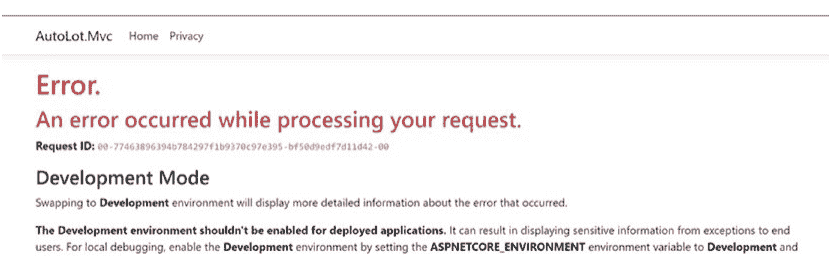 AutoLot.Mvc Home Privacy
Error.
An error occurred while processing your request.
Request ID: 00-77463896394b784297f1b9370c97e395-bf50d9edf7d11d42-00
Development Mode
Swapping to Development environment will display more detailed information about the error that occurred.
The Development environment shouldn't be enabled for deployed applications. It can result in displaying sensitive information from exceptions to end
users. For local debugging, enable the Development environment by setting the ASPNETCORE_ENVIRONMENT environment variable to Development and